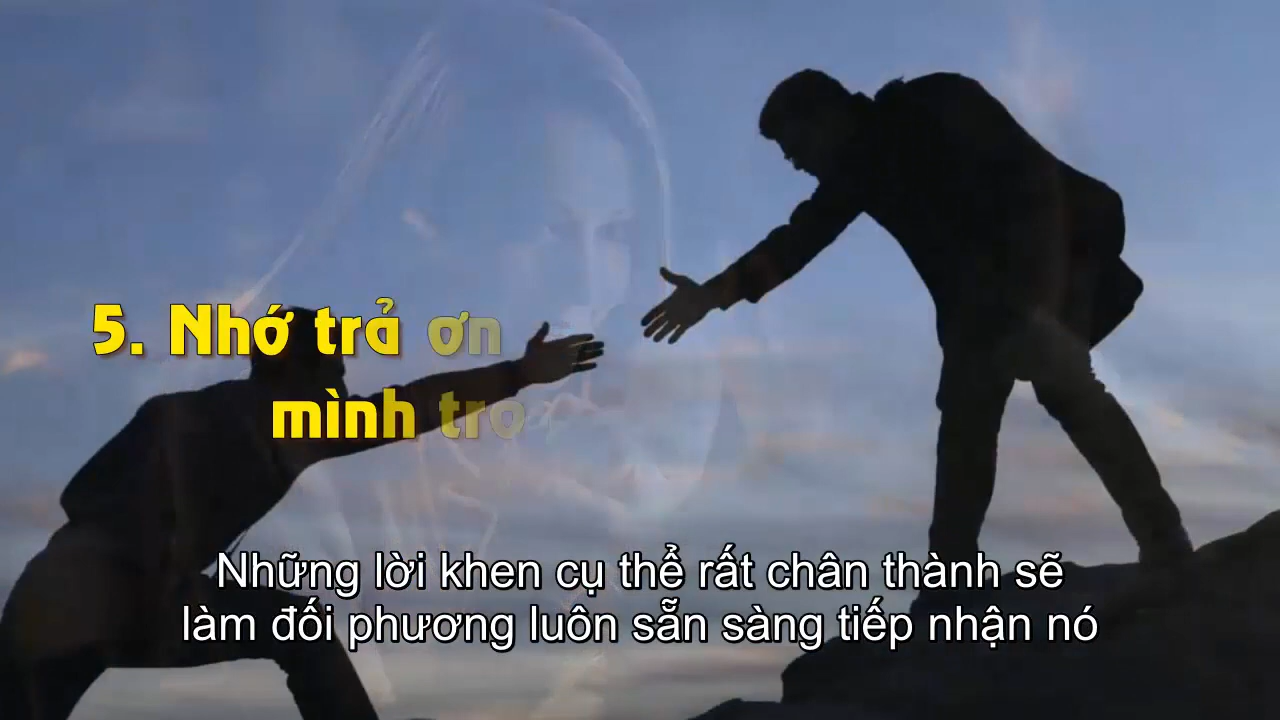 5. Nhớ trả ơn
mình tro
Những lời khen cụ thể rất chân thành sẽ
làm đối phương luôn sẵn sàng tiếp nhận nó